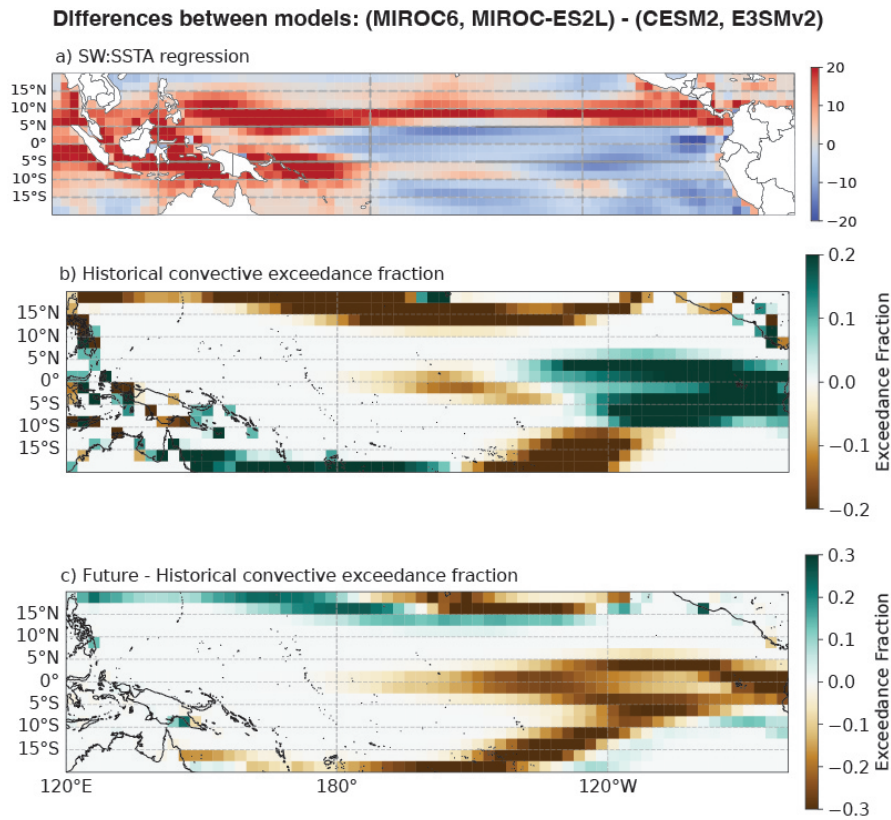 DIfferences between models: (MIROC6, MIROC-ES2L) - (CESM2, E3SMv2)
a) SW:SSTA regression
15°N
10°N
5°N
0°
5°S
10°S
15°S
20
10
0
−10
−20
b) Historical convective exceedance fraction
15°N
10°N
5°N
0°
5°S
10°S
15°S
0.2
0.1
0.0
−0.1
−0.2
Exceedance Fraction
c) Future - Historical convective exceedance fraction
15°N
10°N
5°N
0°
5°S
10°S
15°S
120°E
180°
120°W
0.3
0.2
0.1
0.0
−0.1
−0.2
−0.3
Exceedance Fraction